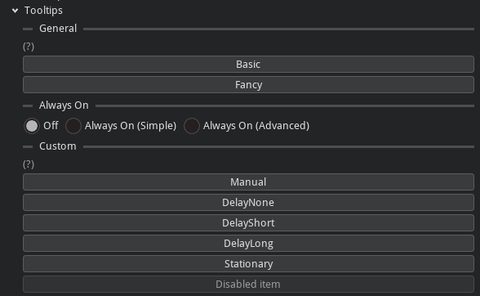 Tooltips
General
(?)
Basic
Fancy
Always On
Off Always On (Simple) Always On (Advanced)
Custom
(?)
Manual
DelayNone
DelayShort
DelayLong
Stationary
Disabled item